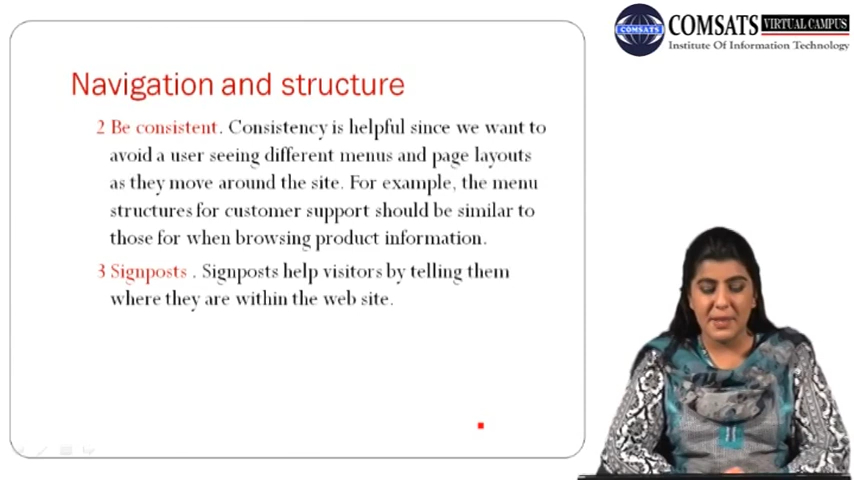 COMSATS VIRTUAL CAMPUS
COMSATS
Institute Of Information Technology
Navigation and structure
2 Be consistent. Consistency is helpful since we want to
avoid a user seeing different menus and page layouts
as they move around the site. For example, the menu
structures for customer support should be similar to
those for when browsing product information.
3 Signposts . Signposts help visitors by telling them
where they are within the web site.